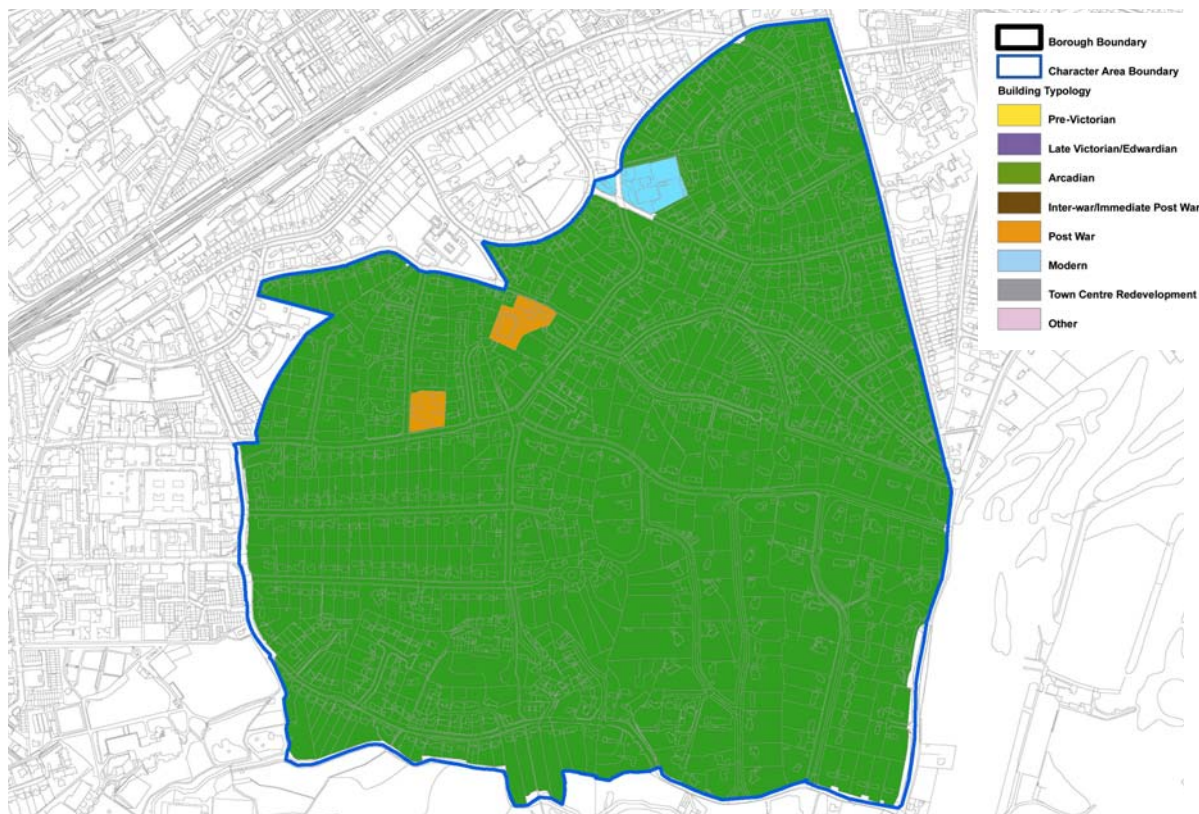 Borough Boundary
Character Area Boundary
Building Typology
Pre-Victorian
Late Victorian/Edwardian
Arcadian
Inter-war/Immediate Post War
Post War
Modern
Town Centre Redevelopment
Other